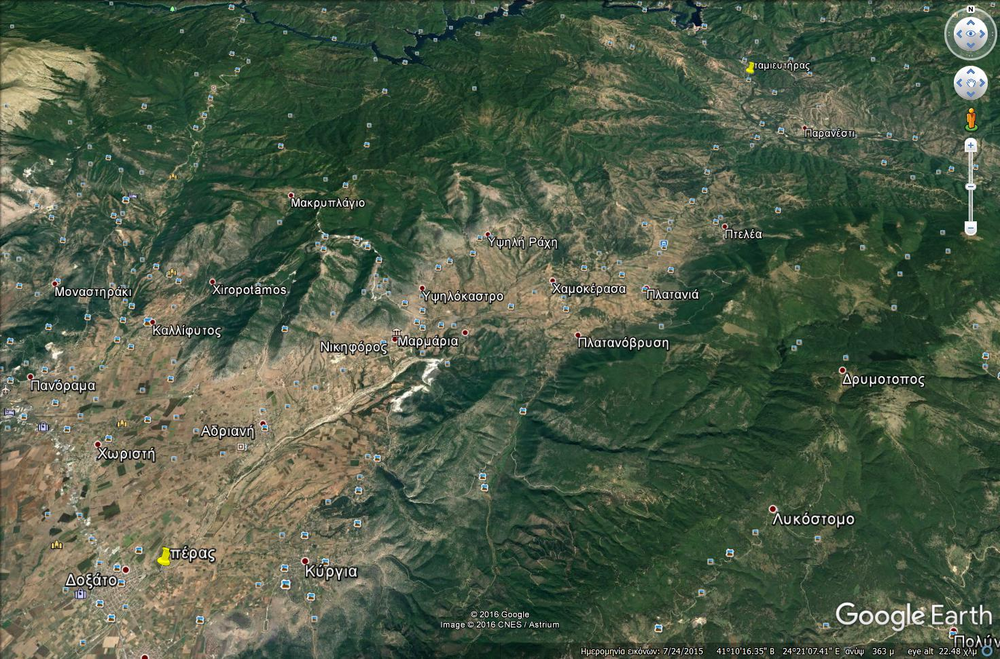 N
ταμιευτήρας
Παρανέστι
Μακρυπλάγιο
Πτελέα
Υψηλή Ράχη
Μοναστηράκι
Xiropotamos
Υψηλόκαστρο
Χαμοκέρασα
Πλατανιά
Καλλίφυτος
Νικηφόρος
Μαρμάρια
Πλατανόβρυση
Πανόραμα
Δρυμοτοπος
Αδριανή
Χωριστή
Λυκόστομο
πέρας
Δοξάτο
Κύργια
© 2016 Google
Image © 2016 CNES / Astrium
Google Earth
Πολύν
Ημερομηνία εικόνων: 7/24/2015 41°10'16.35" Β 24°21'07.41" Ε ανύψ 363 μ eye alt 22.48 χλμ